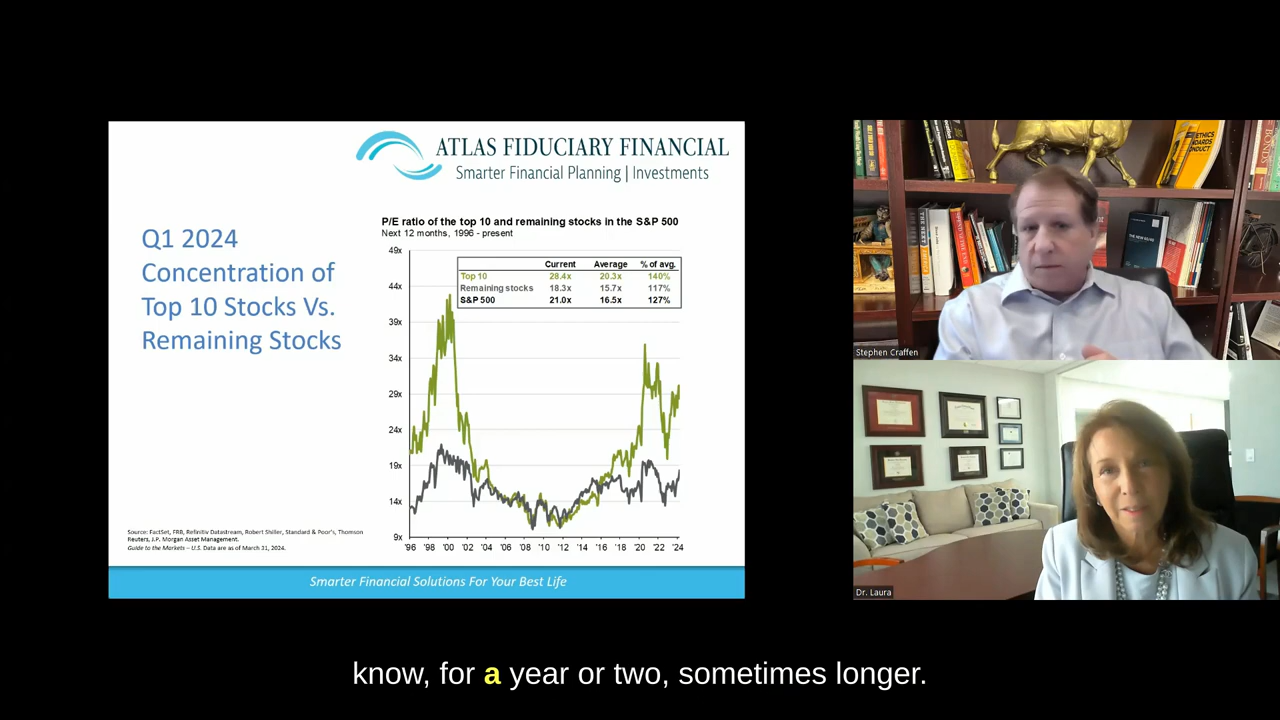 ATLAS FIDUCIARY FINANCIAL
Smarter Financial Planning | Investments
Q1 2024
Concentration of
Top 10 Stocks Vs.
Remaining Stocks
P/E ratio of the top 10 and remaining stocks in the S&P 500
Next 12 months, 1996 - present
Current Average % of avg.
Top 10 28.4x 20.3x 140%
Remaining stocks 18.3x 15.7x 117%
S&P 500 21.0x 16.5x 127%
49x
44x
39x
34x
29x
24x
19x
14x
9x
'96 '98 '00 '02 '04 '06 '08 '10 '12 '14 '16 '18 '20 '22 '24
Source: FactSet, FRB, Refinitiv Datastream, Robert Shiller, Standard & Poor's, Thomson
Reuters, J.P. Morgan Asset Management.
Guide to the Markets – U.S. Data are as of March 31, 2024.
Smarter Financial Solutions For Your Best Life
ETHICS
Stephen Craffen
Dr. Laura
know, for a year or two, sometimes longer.